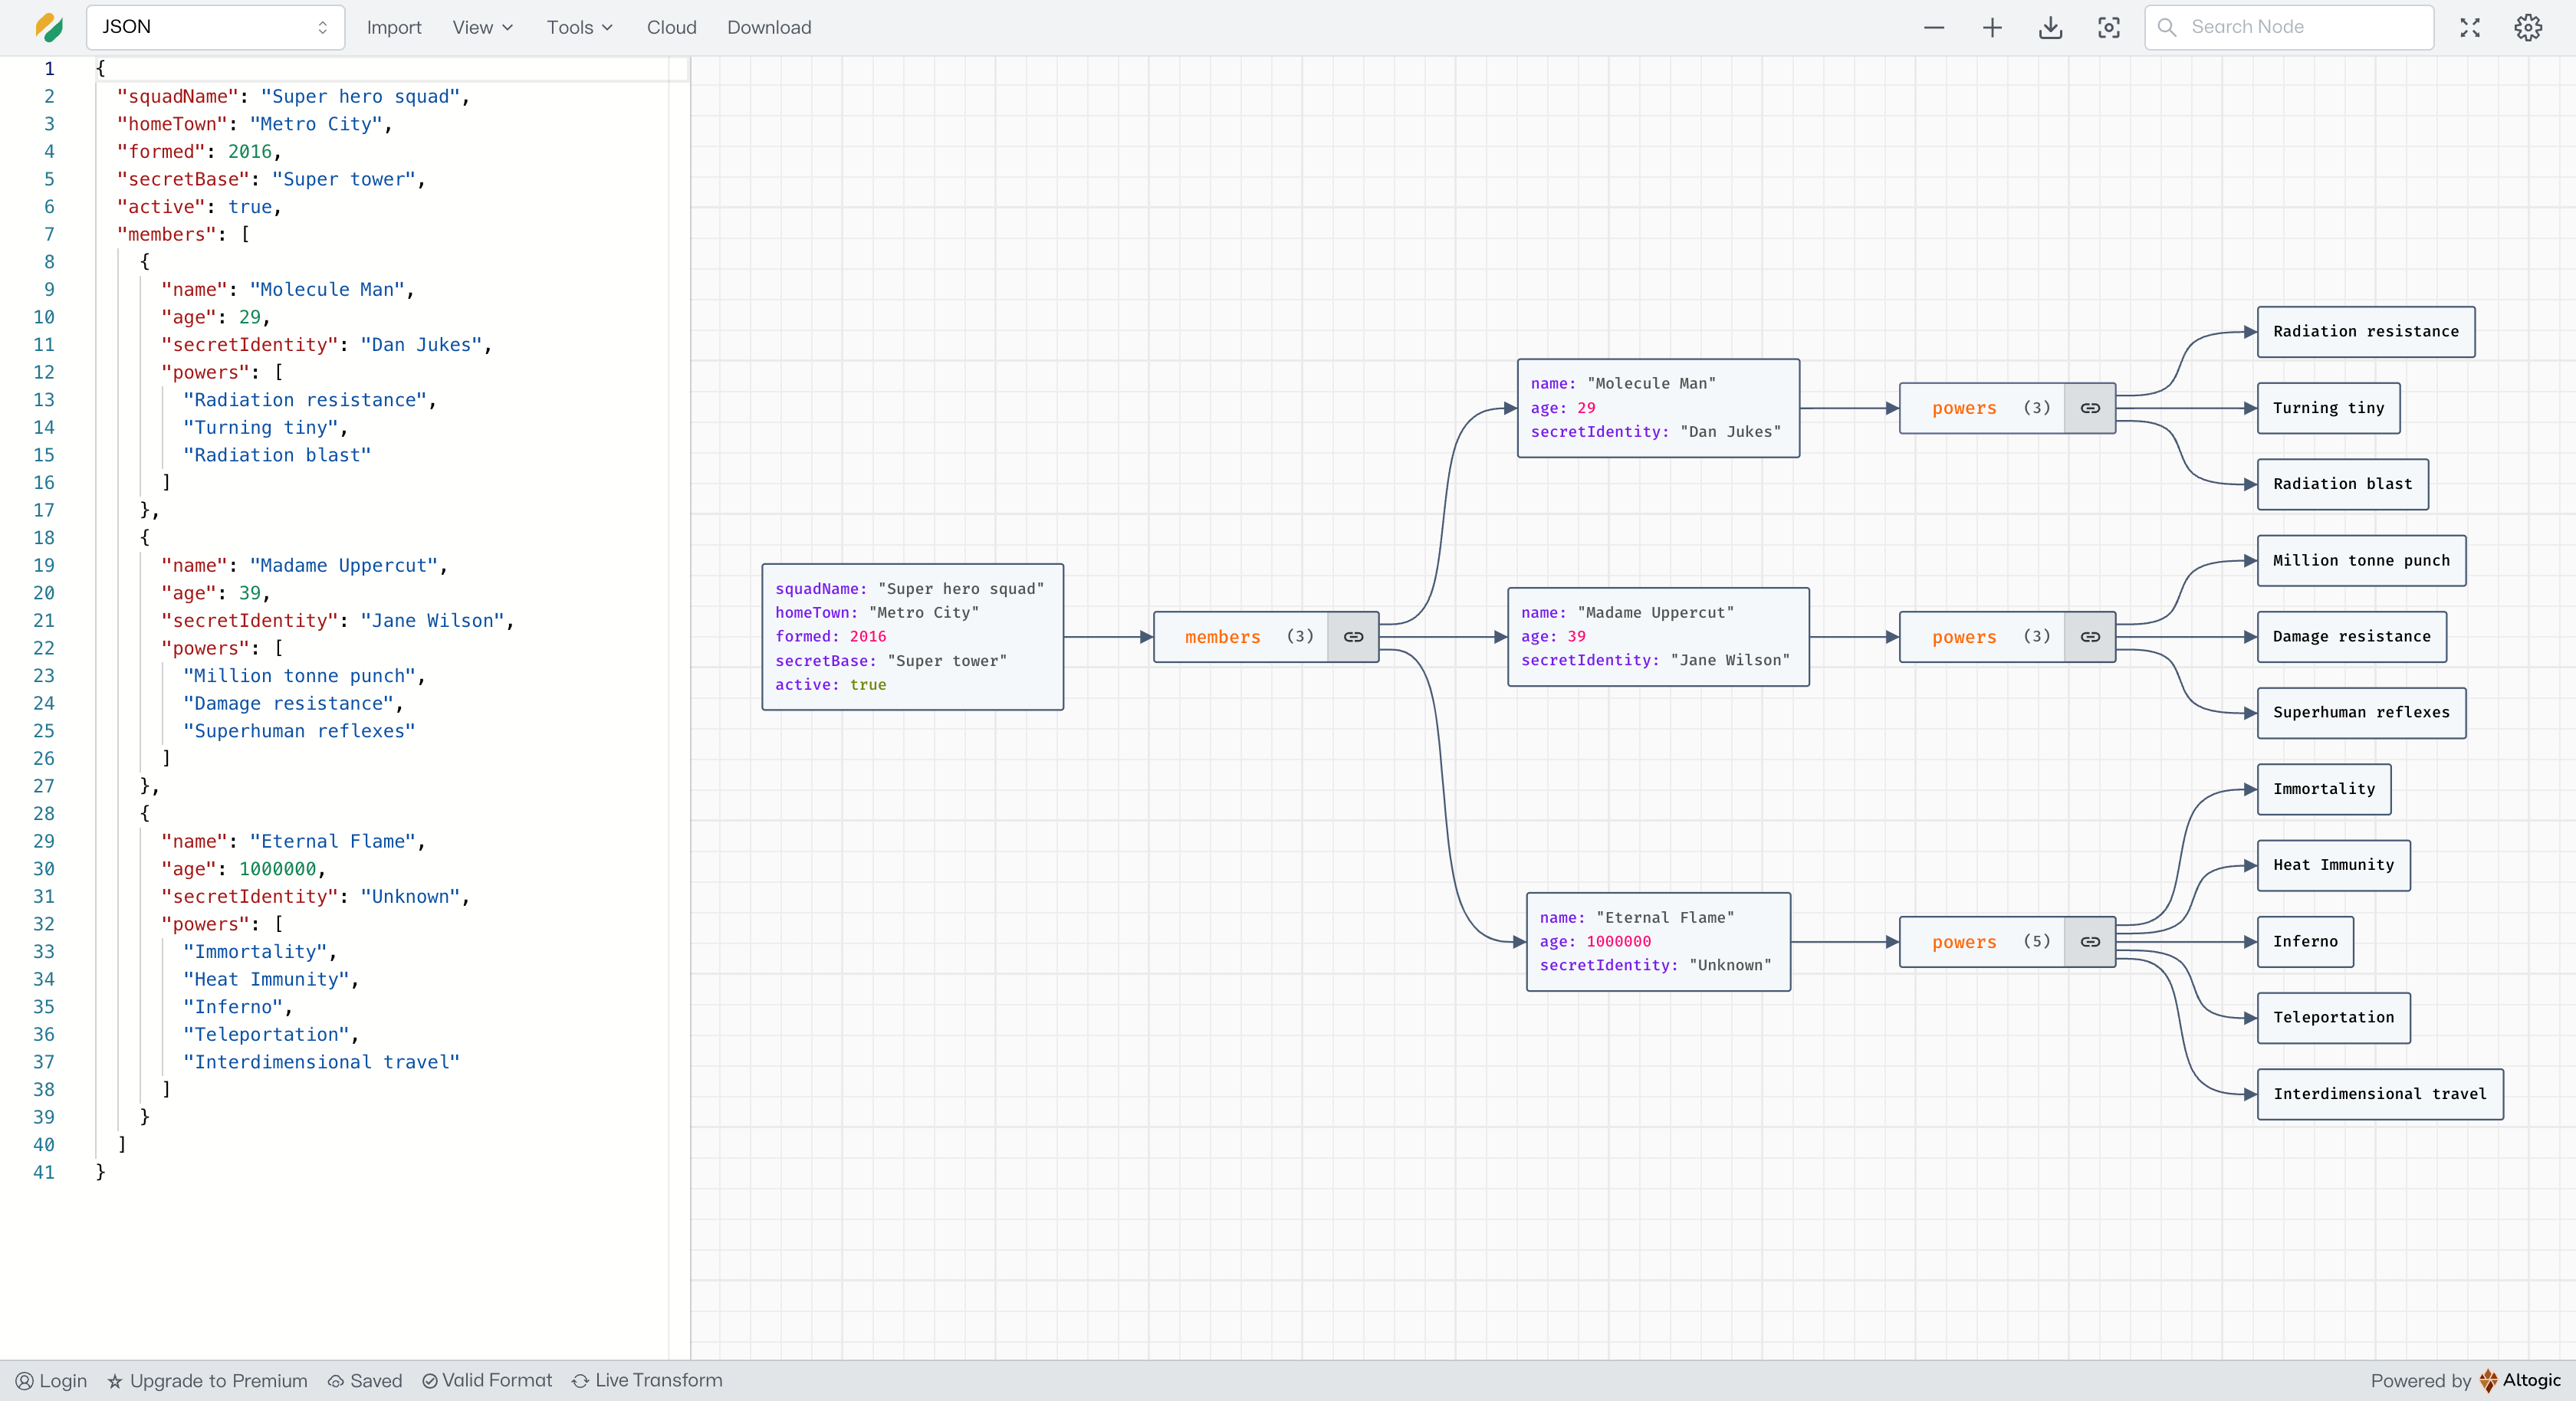 JSON Import View Tools Cloud Download Search Node
1 {
2 "squadName": "Super hero squad",
3 "homeTown": "Metro City",
4 "formed": 2016,
5 "secretBase": "Super tower",
6 "active": true,
7 "members": [
8 {
9 "name": "Molecule Man",
10 "age": 29,
11 "secretIdentity": "Dan Jukes",
12 "powers": [
13 "Radiation resistance",
14 "Turning tiny",
15 "Radiation blast"
16 ]
17 },
18 {
19 "name": "Madame Uppercut",
20 "age": 39,
21 "secretIdentity": "Jane Wilson",
22 "powers": [
23 "Million tonne punch",
24 "Damage resistance",
25 "Superhuman reflexes"
26 ]
27 },
28 {
29 "name": "Eternal Flame",
30 "age": 1000000,
31 "secretIdentity": "Unknown",
32 "powers": [
33 "Immortality",
34 "Heat Immunity",
35 "Inferno",
36 "Teleportation",
37 "Interdimensional travel"
38 ]
39 }
40 ]
41 }
squadName: "Super hero squad"
homeTown: "Metro City"
formed: 2016
secretBase: "Super tower"
active: true
members (3)
name: "Molecule Man"
age: 29
secretIdentity: "Dan Jukes"
powers (3)
Radiation resistance
Turning tiny
Radiation blast
name: "Madame Uppercut"
age: 39
secretIdentity: "Jane Wilson"
powers (3)
Million tonne punch
Damage resistance
Superhuman reflexes
name: "Eternal Flame"
age: 1000000
secretIdentity: "Unknown"
powers (5)
Immortality
Heat Immunity
Inferno
Teleportation
Interdimensional travel
Login Upgrade to Premium Saved Valid Format Live Transform Powered by Altogic